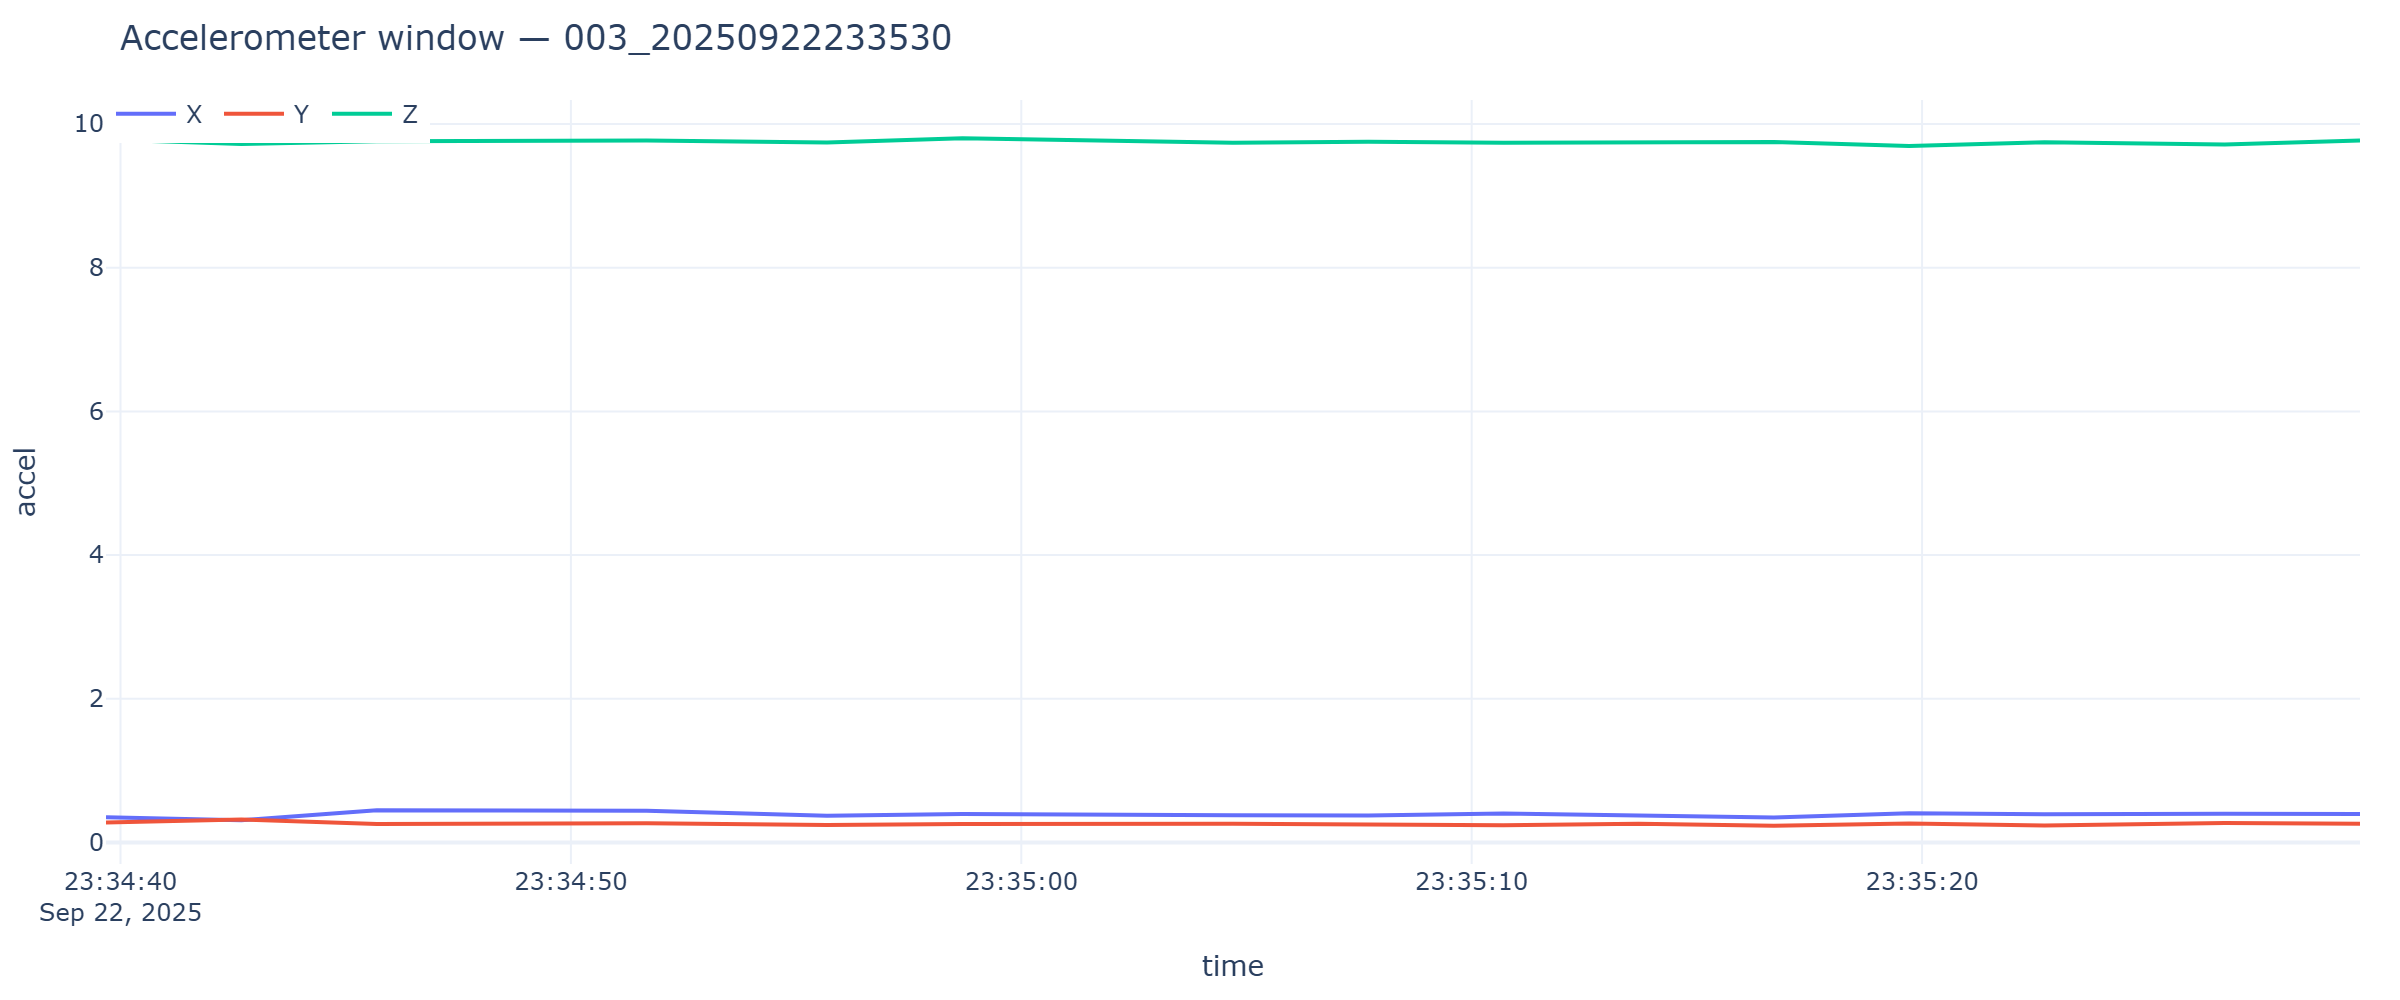 Accelerometer window — 003_20250922233530
X Y Z
10
8
6
4
2
0
accel
23:34:40 23:34:50 23:35:00 23:35:10 23:35:20
Sep 22, 2025
time